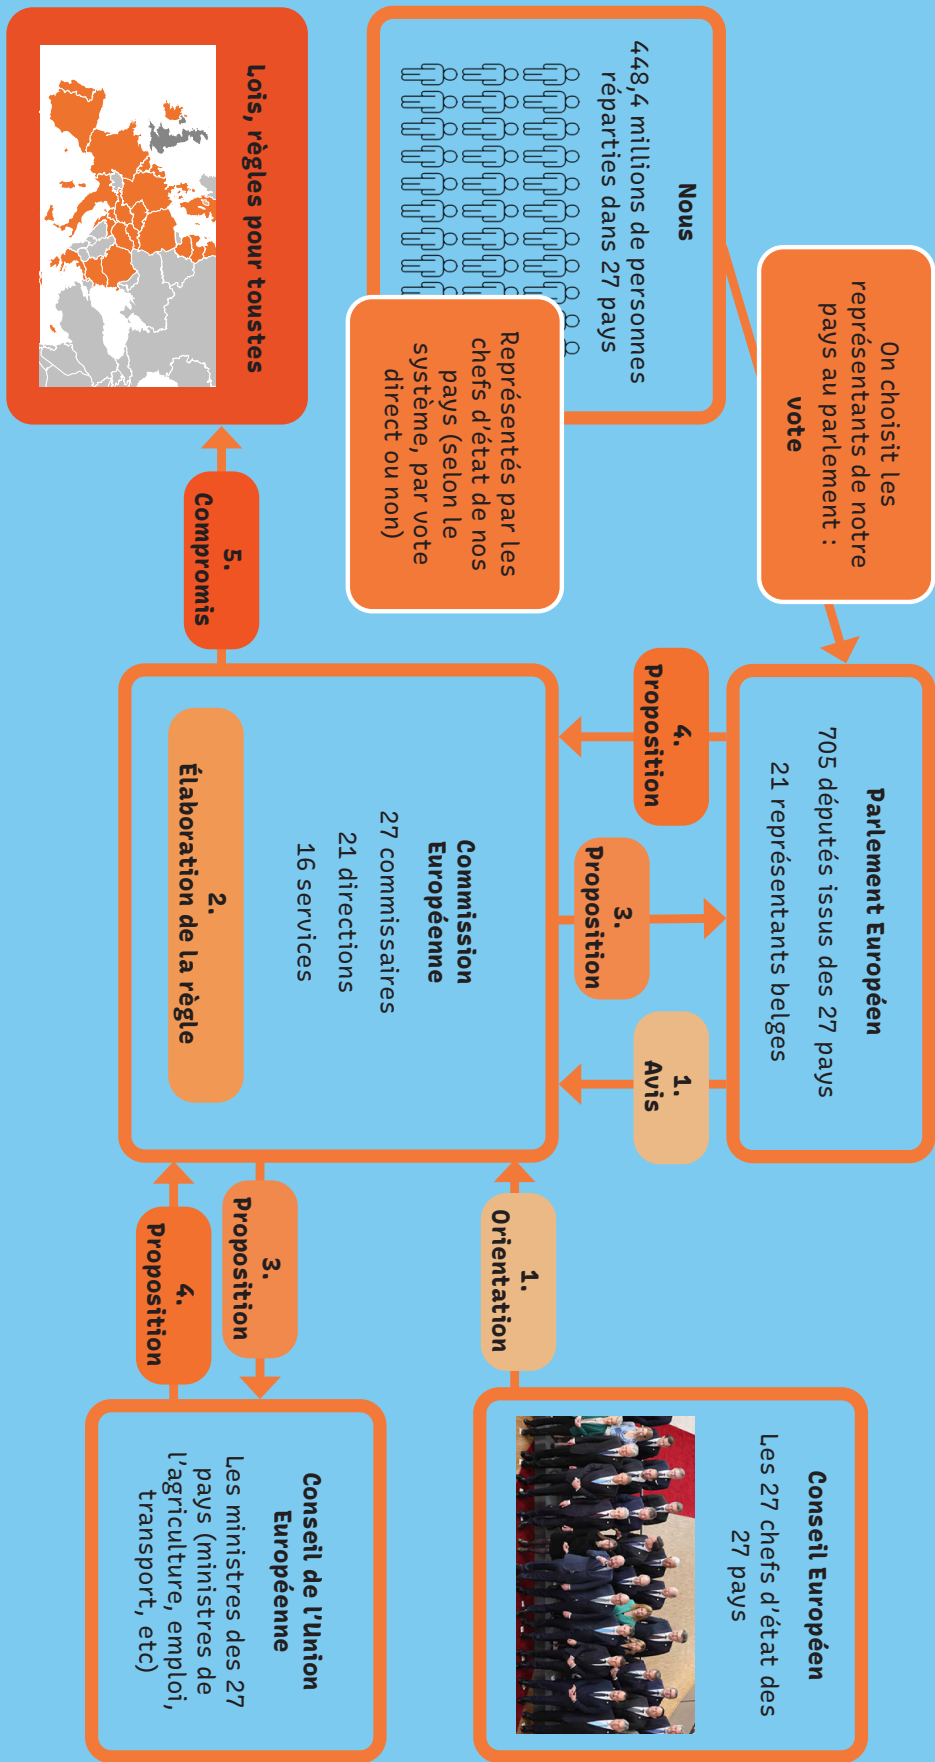 Nous
448,4 millions de personnes
réparties dans 27 pays
On choisit les
représentants de notre
pays au parlement :
vote
Représentés par les
chefs d'état de nos
pays (selon le
système, par vote
direct ou non)
Parlement Européen
705 députés issus des 27 pays
21 représentants belges
Conseil Européen
Les 27 chefs d'état des
27 pays
4.
Proposition
3.
Proposition
1.
Avis
1.
Orientation
Commission
Européenne
27 commissaires
21 directions
16 services
2.
Élaboration de la règle
3.
Proposition
4.
Proposition
Conseil de l'Union
Européenne
Les ministres des 27
pays (ministres de
l'agriculture, emploi,
transport, etc)
5.
Compromis
Lois, règles pour toustes